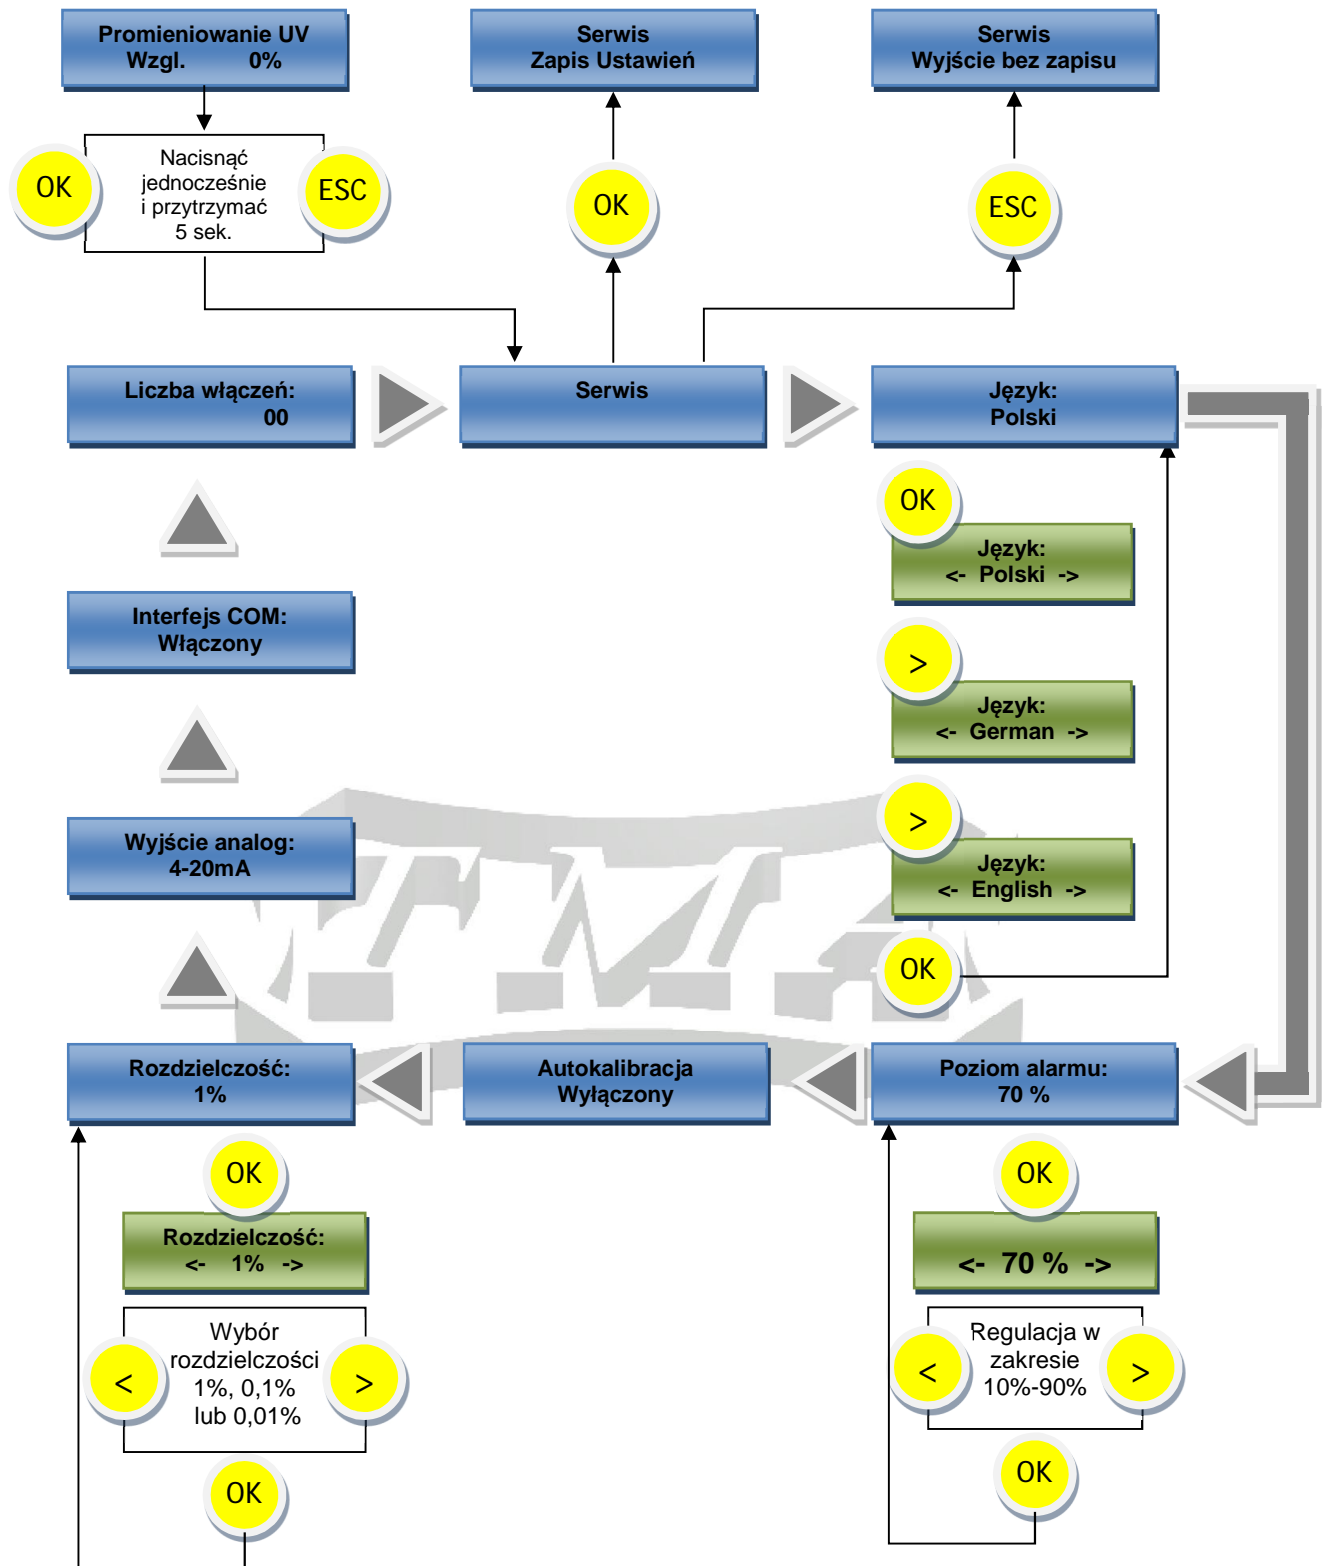 Promieniowanie UV
Wzgl. 0%
Serwis
Zapis Ustawień
Serwis
Wyjście bez zapisu
OK
Nacisnąć
jednocześnie
i przytrzymać
5 sek.
ESC
OK
ESC
Liczba włączeń:
00
Serwis
Język:
Polski
OK
Język:
<- Polski ->
Interfejs COM:
Włączony
>
Język:
<- German ->
Wyjście analog:
4-20mA
>
Język:
<- English ->
TMA
OK
Rozdzielczość:
1%
Autokalibracja
Wyłączony
Poziom alarmu:
70 %
OK
Rozdzielczość:
<- 1% ->
<
Wybór
rozdzielczości
1%, 0,1%
lub 0,01%
>
OK
OK
<- 70 % ->
<
Regulacja w
zakresie
10%-90%
>
OK